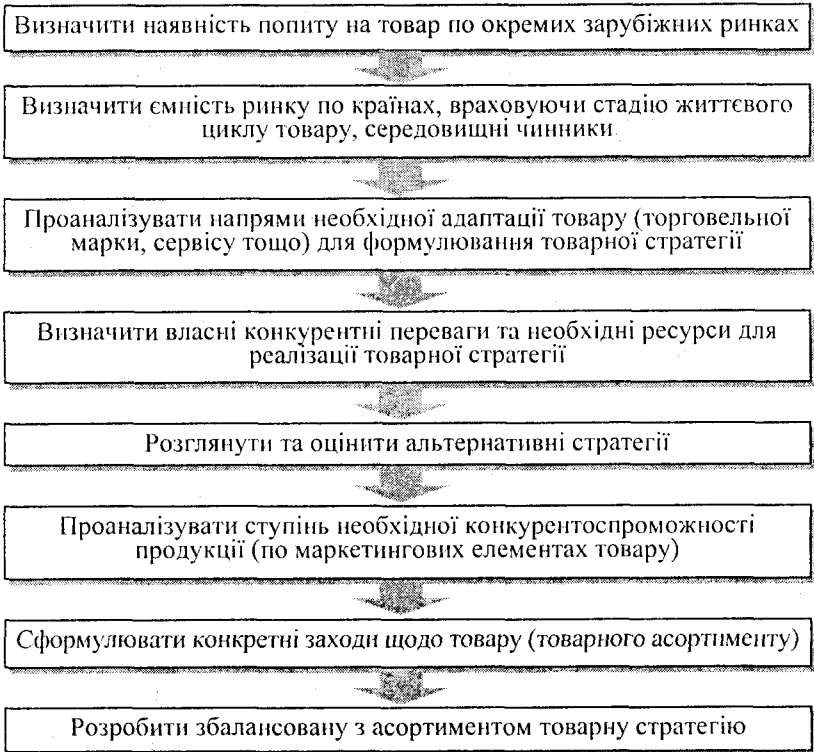 Визначити наявність попиту на товар по окремих зарубіжних ринках
Визначити ємність ринку по країнах, враховуючи стадію життєвого
циклу товару, середовищні чинники
Проаналізувати напрями необхідної адаптації товару (торговельної
марки, сервісу тощо) для формулювання товарної стратегії
Визначити власні конкурентні переваги та необхідні ресурси для
реалізації товарної стратегії
Розглянути та оцінити альтернативні стратегії
Проаналізувати ступінь необхідної конкурентоспроможності
продукції (по маркетингових елементах товару)
Сформулювати конкретні заходи щодо товару (товарного асортименту)
Розробити збалансовану з асортиментом товарну стратегію